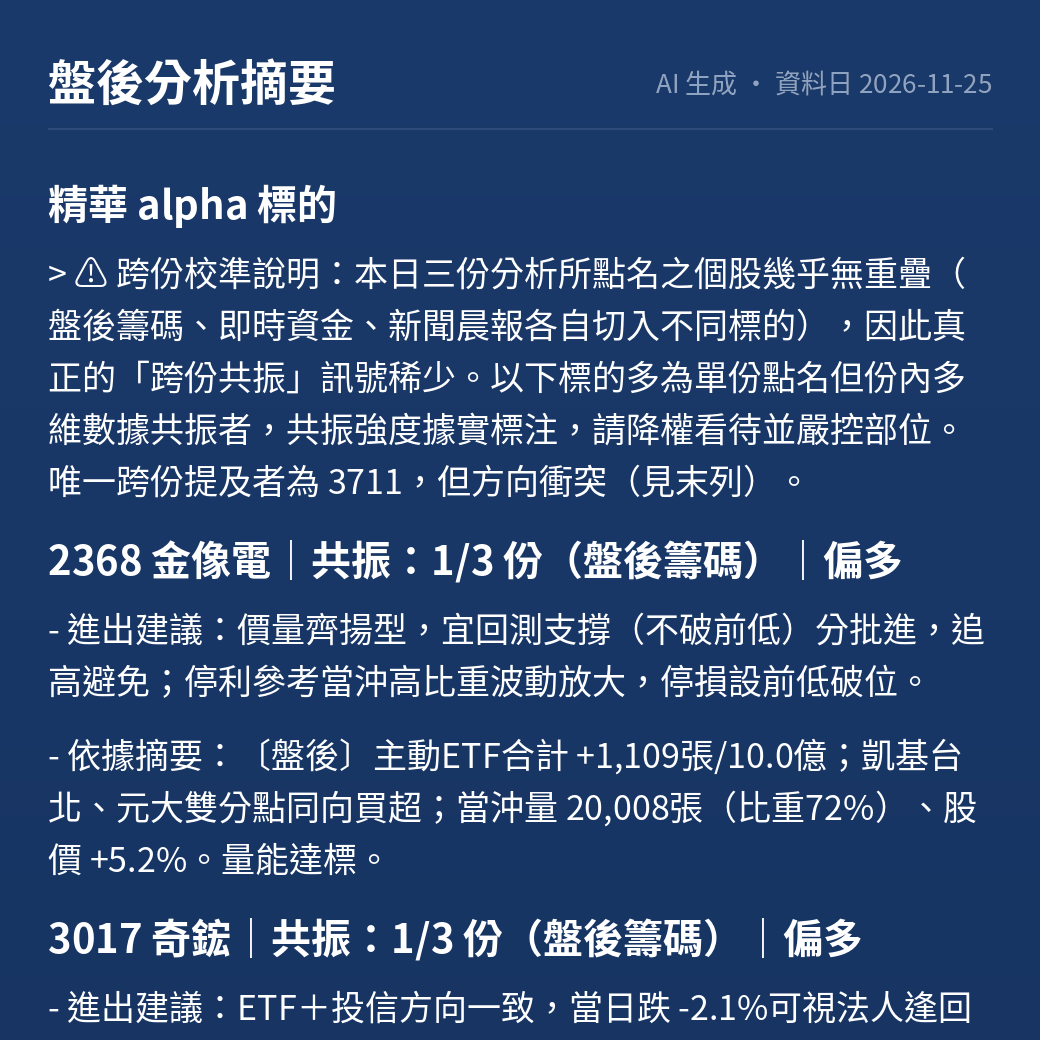 盤後分析摘要
AI 生成 · 資料日 2026-11-25
精華 alpha 標的
> ⚠ 跨份校準說明：本日三份分析所點名之個股幾乎無重疊（
盤後籌碼、即時資金、新聞晨報各自切入不同標的），因此真
正的「跨份共振」訊號稀少。以下標的多為單份點名但份內多
維數據共振者，共振強度據實標注，請降權看待並嚴控部位。
唯一跨份提及者為 3711，但方向衝突（見末列）。
2368 金像電｜共振：1/3 份（盤後籌碼）｜偏多
- 進出建議：價量齊揚型，宜回測支撐（不破前低）分批進，追
高避免；停利參考當沖高比重波動放大，停損設前低破位。
- 依據摘要：〔盤後〕主動ETF合計 +1,109張/10.0億；凱基台
北、元大雙分點同向買超；當沖量 20,008張（比重72%）、股
價 +5.2%。量能達標。
3017 奇鋐｜共振：1/3 份（盤後籌碼）｜偏多
- 進出建議：ETF＋投信方向一致，當日跌 -2.1%可視法人逢回